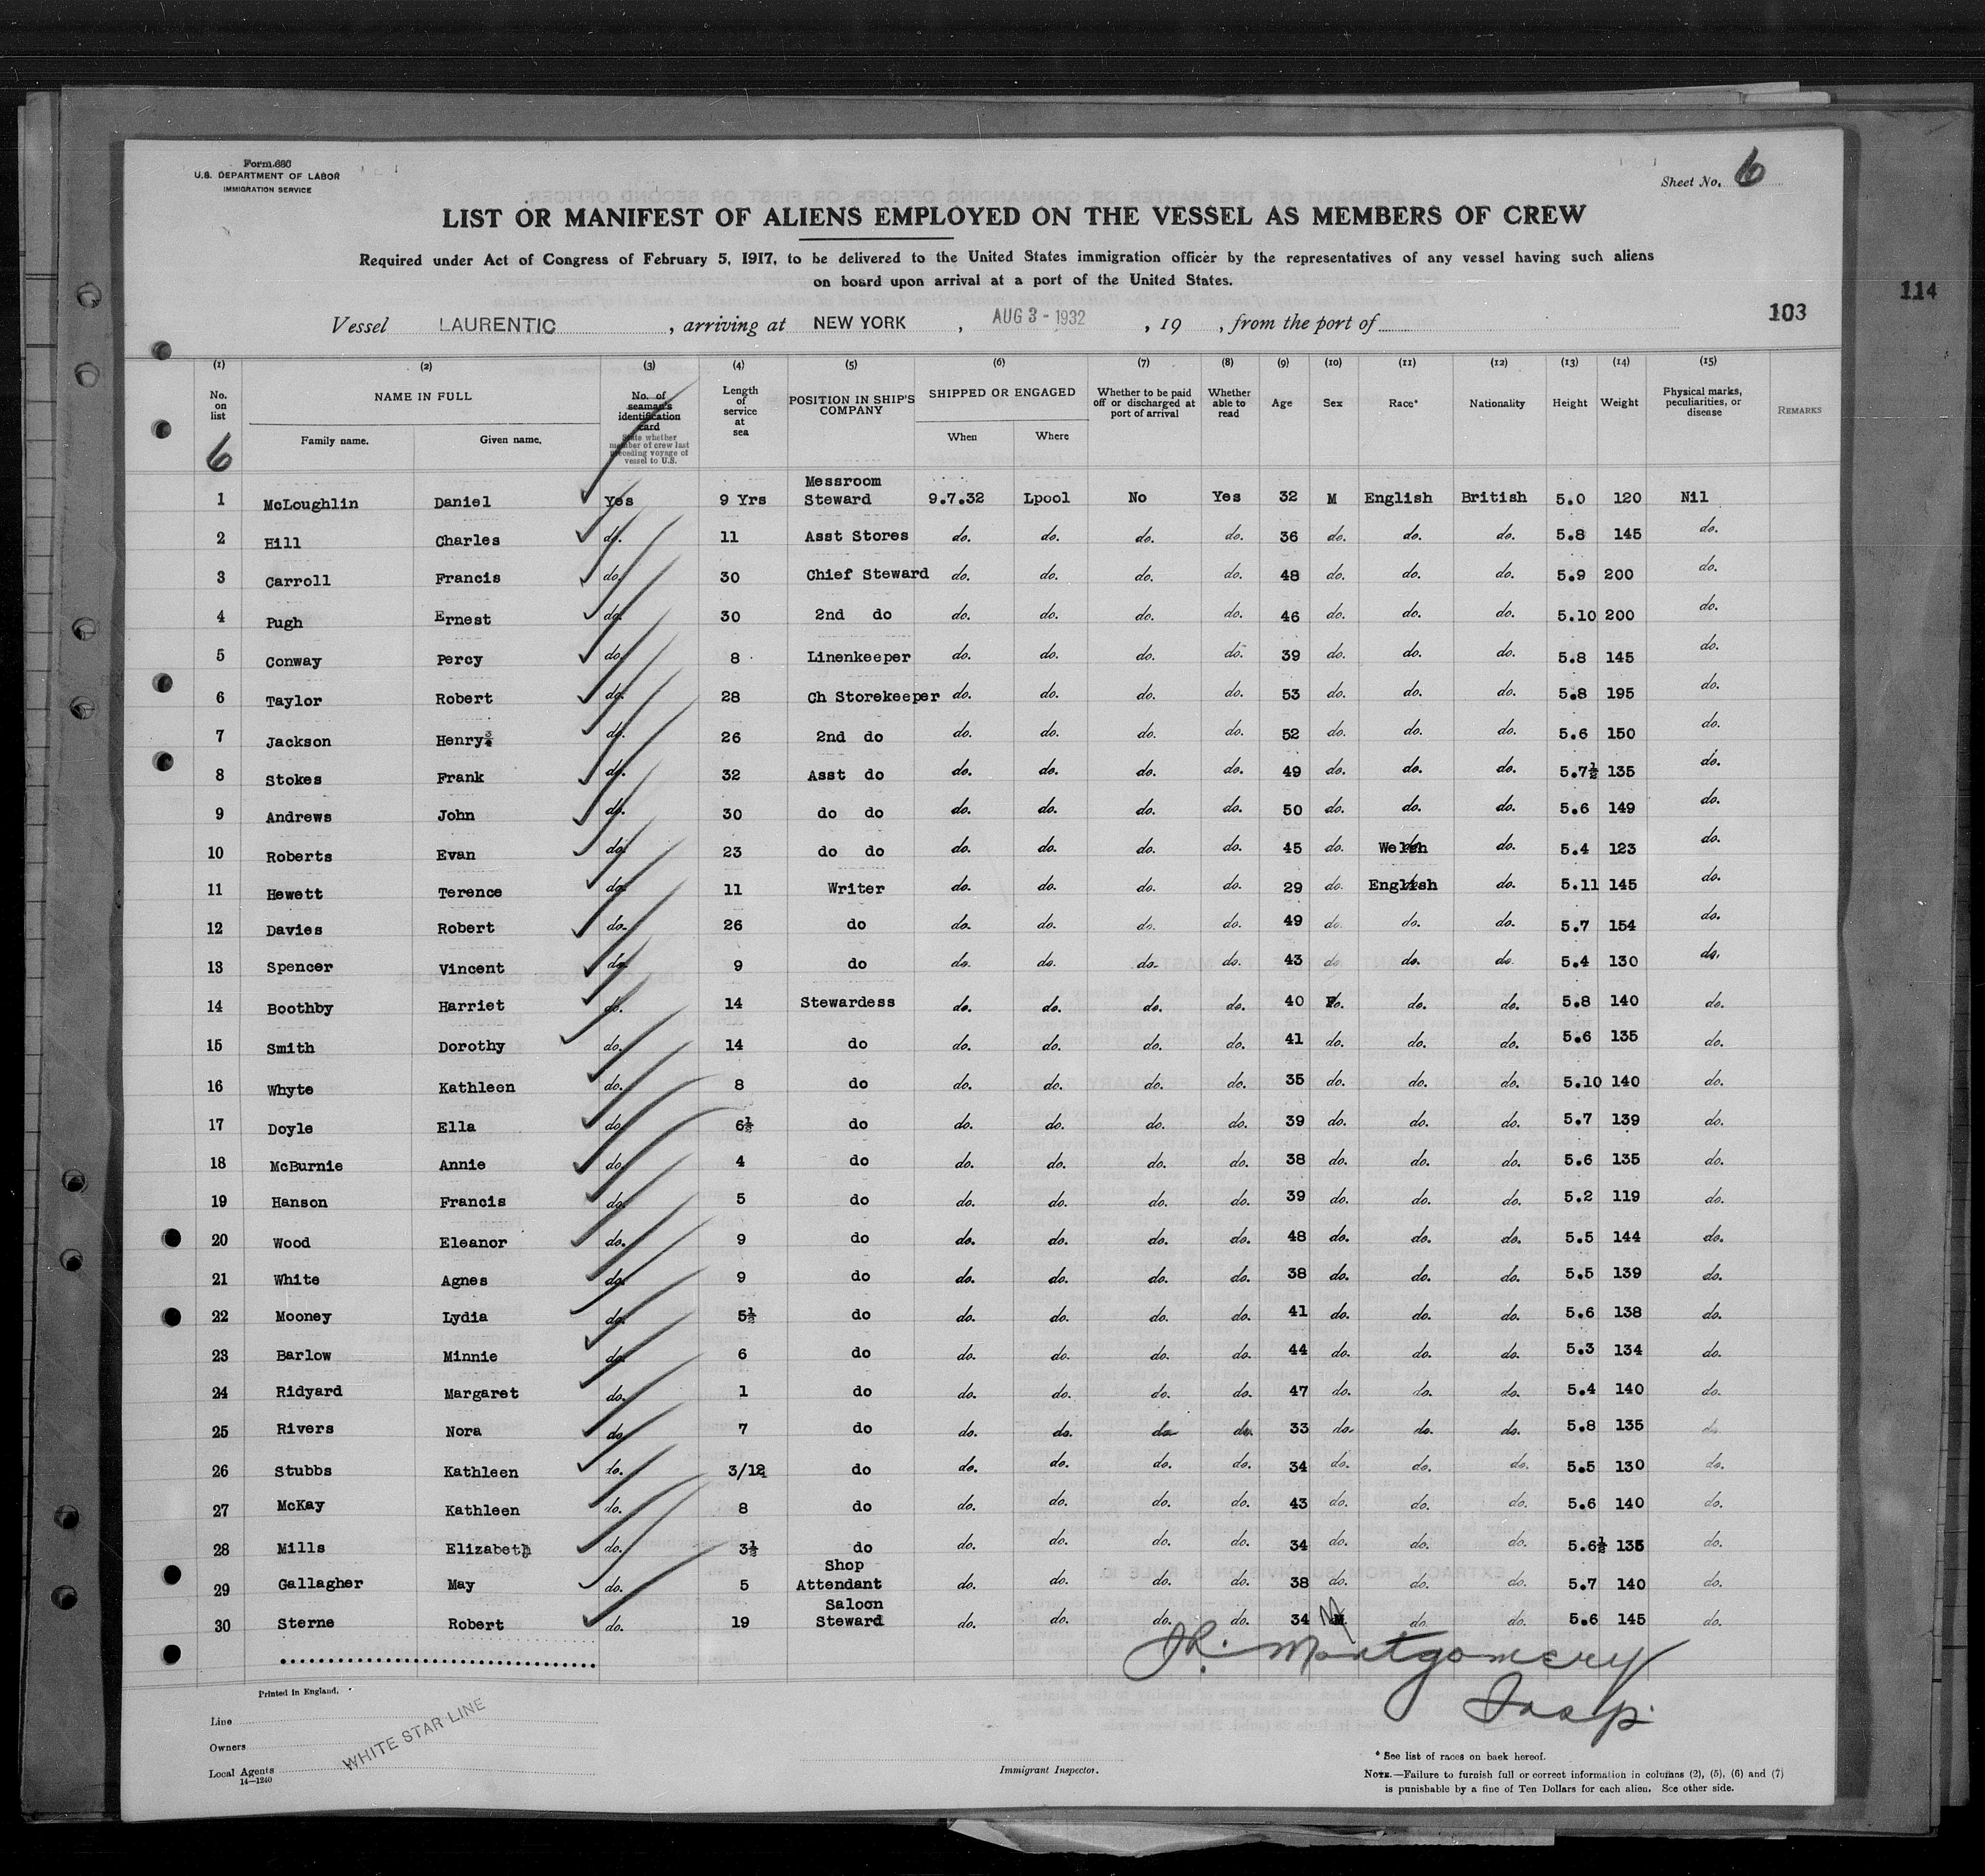 Form 680
U.S. DEPARTMENT OF LABOR
IMMIGRATION SERVICE
Sheet No. 6
LIST OR MANIFEST OF ALIENS EMPLOYED ON THE VESSEL AS MEMBERS OF CREW
Required under Act of Congress of February 5, 1917, to be delivered to the United States immigration officer by the representatives of any vessel having such aliens
on board upon arrival at a port of the United States.
114
103
Vessel LAURENTIC, arriving at NEW YORK, AUG 3 - 1932, 19 , from the port of
(1) (2) (3) (4) (5) (6) (7) (8) (9) (10) (11) (12) (13) (14) (15)
No. on list NAME IN FULL Family name. Given name. No. of seaman's identification card State whether member of crew last preceding voyage of vessel to U.S. Length of service at sea POSITION IN SHIP'S COMPANY SHIPPED OR ENGAGED When Where Whether to be paid off or discharged at port of arrival Whether able to read Age Sex Race* Nationality Height Weight Physical marks, peculiarities, or disease REMARKS
6
1 McLoughlin Daniel Yes 9 Yrs Messroom Steward 9.7.32 Lpool No Yes 32 M English British 5.0 120 Nil
2 Hill Charles do. 11 Asst Stores do. do. do. do. 36 do. do. do. 5.8 145 do.
3 Carroll Francis do. 30 Chief Steward do. do. do. do. 48 do. do. do. 5.9 200 do.
4 Pugh Ernest do. 30 2nd do do. do. do. do. 46 do. do. do. 5.10 200 do.
5 Conway Percy do. 8 Linenkeeper do. do. do. do. 39 do. do. do. 5.8 145 do.
6 Taylor Robert do. 28 Ch Storekeeper do. do. do. do. 53 do. do. do. 5.8 195 do.
7 Jackson Henry do. 26 2nd do do. do. do. do. 52 do. do. do. 5.6 150 do.
8 Stokes Frank do. 32 Asst do do. do. do. do. 49 do. do. do. 5.7½ 135 do.
9 Andrews John do. 30 do do do. do. do. do. 50 do. do. do. 5.6 149 do.
10 Roberts Evan do. 23 do do do. do. do. do. 45 do. Welsh do. 5.4 123 do.
11 Hewett Terence do. 11 Writer do. do. do. do. 29 do. English do. 5.11 145 do.
12 Davies Robert do. 26 do do. do. do. do. 49 do. do. do. 5.7 154 do.
13 Spencer Vincent do. 9 do do. do. do. do. 43 do. do. do. 5.4 130 do.
14 Boothby Harriet do. 14 Stewardess do. do. do. do. 40 F do. do. 5.8 140 do.
15 Smith Dorothy do. 14 do do. do. do. do. 41 do. do. do. 5.6 135 do.
16 Whyte Kathleen do. 8 do do. do. do. do. 35 do. do. do. 5.10 140 do.
17 Doyle Ella do. 6½ do do. do. do. do. 39 do. do. do. 5.7 139 do.
18 McBurnie Annie do. 4 do do. do. do. do. 38 do. do. do. 5.6 135 do.
19 Hanson Francis do. 5 do do. do. do. do. 39 do. do. do. 5.2 119 do.
20 Wood Eleanor do. 9 do do. do. do. do. 48 do. do. do. 5.5 144 do.
21 White Agnes do. 9 do do. do. do. do. 38 do. do. do. 5.5 139 do.
22 Mooney Lydia do. 5½ do do. do. do. do. 41 do. do. do. 5.6 138 do.
23 Barlow Minnie do. 6 do do. do. do. do. 44 do. do. do. 5.3 134 do.
24 Ridyard Margaret do. 1 do do. do. do. do. 47 do. do. do. 5.4 140 do.
25 Rivers Nora do. 7 do do. do. do. do. 33 do. do. do. 5.8 135 do.
26 Stubbs Kathleen do. 3/12 do do. do. do. do. 34 do. do. do. 5.5 130 do.
27 McKay Kathleen do. 8 do do. do. do. do. 43 do. do. do. 5.6 140 do.
28 Mills Elizabeth do. 3½ do do. do. do. do. 34 do. do. do. 5.6½ 135 do.
29 Gallagher May do. 5 Shop Attendant do. do. do. do. 38 do. do. do. 5.7 140 do.
30 Sterne Robert do. 19 Saloon Steward do. do. do. do. 34 M do. do. 5.6 145 do.
Montgomery
Insp.
Printed in England.
Line
Owners
Local Agents
14—1240
WHITE STAR LINE
Immigrant Inspector.
* See list of races on back hereof.
NOTE.—Failure to furnish full or correct information in columns (2), (5), (6) and (7)
is punishable by a fine of Ten Dollars for each alien. See other side.